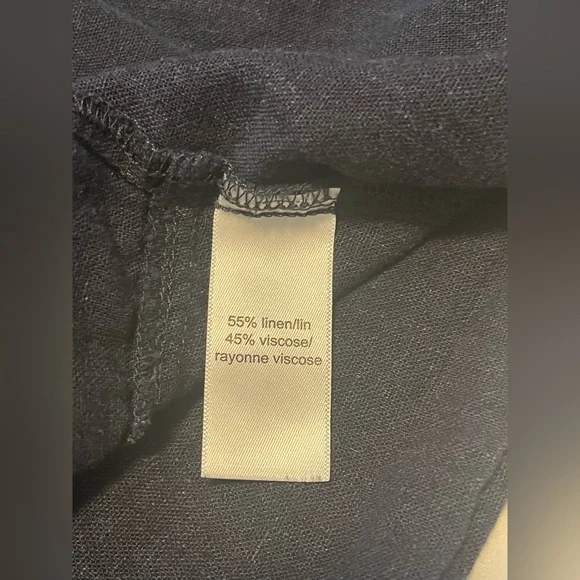 55% linen/lin
45% viscose/
rayonne viscose